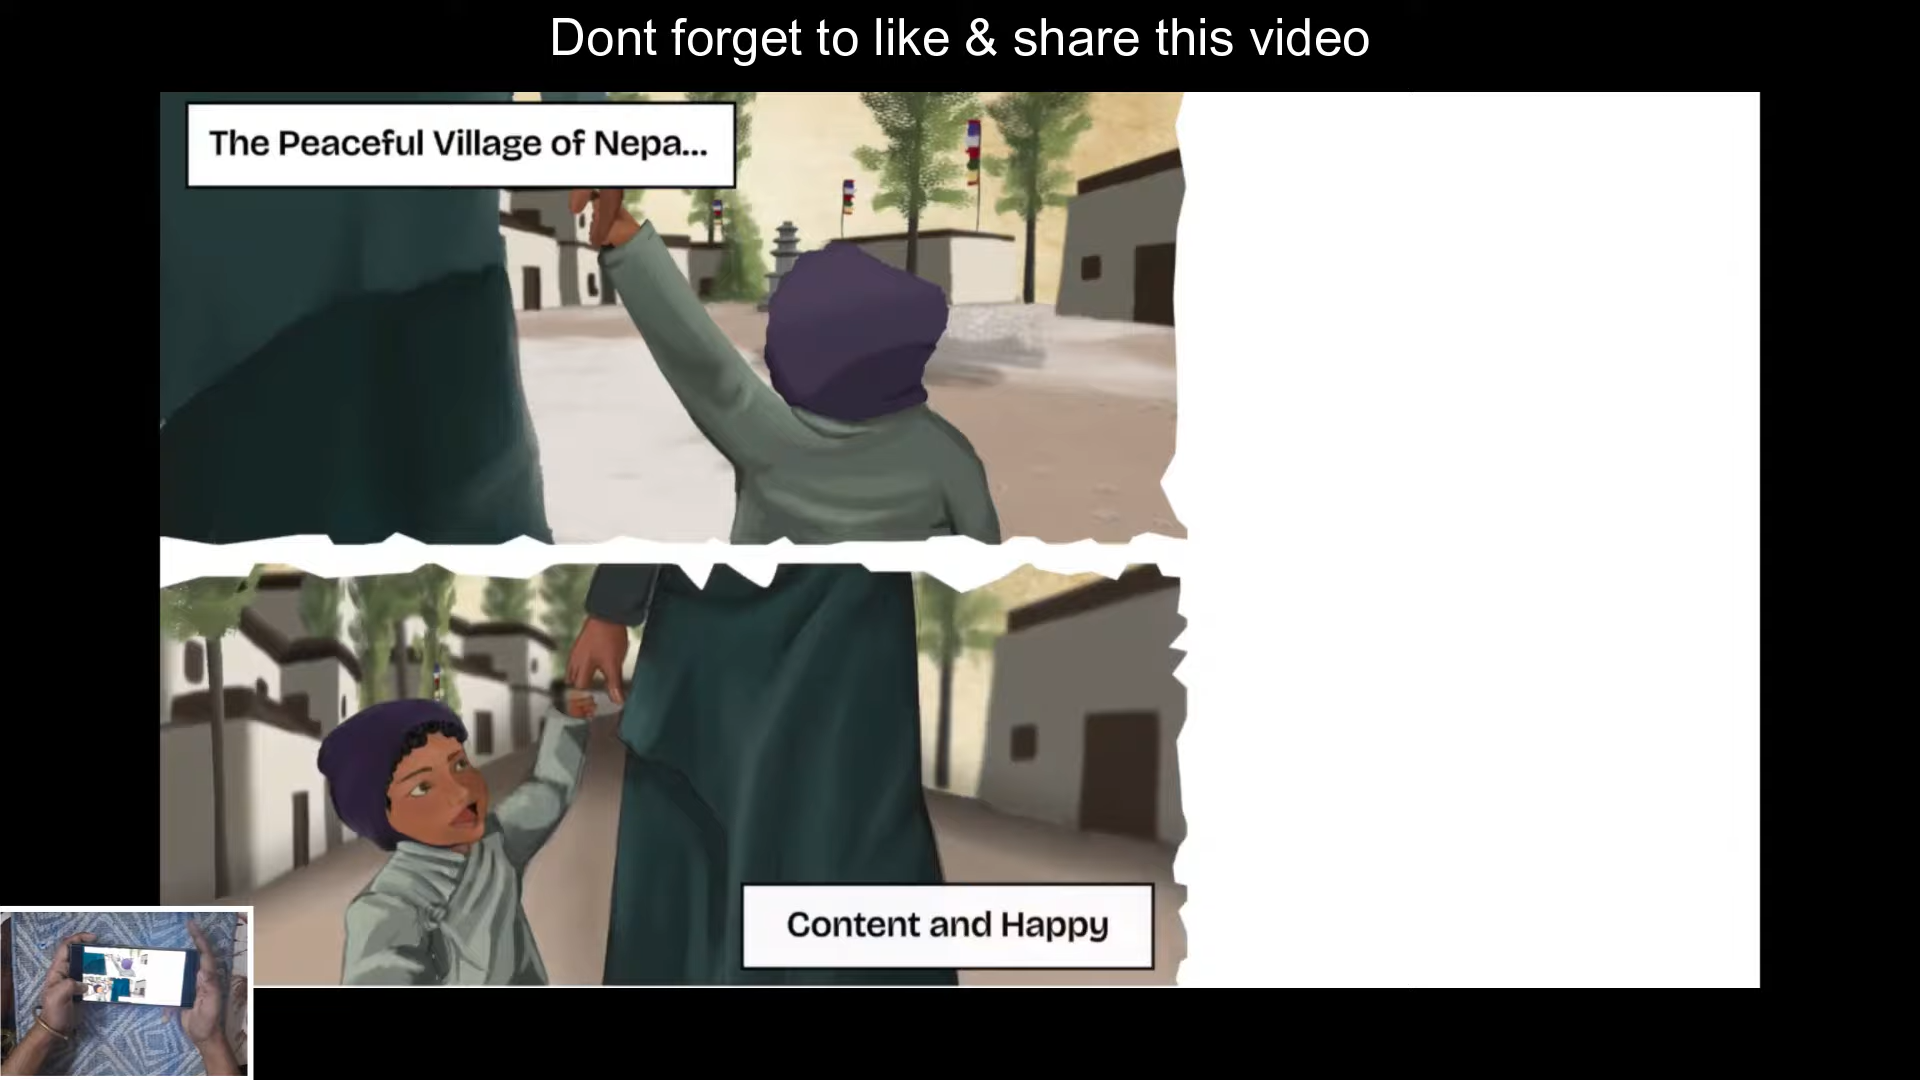 Dont forget to like & share this video
The Peaceful Village of Nepa...
Content and Happy